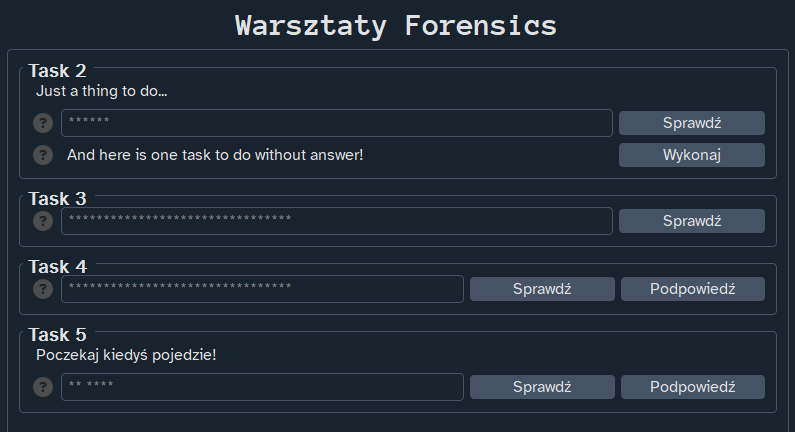 Warsztaty Forensics
Task 2
Just a thing to do...
? ****** Sprawdź
? And here is one task to do without answer! Wykonaj
Task 3
? ******************************** Sprawdź
Task 4
? ******************************** Sprawdź Podpowiedź
Task 5
Poczekaj kiedyś pojedzie!
? ** **** Sprawdź Podpowiedź